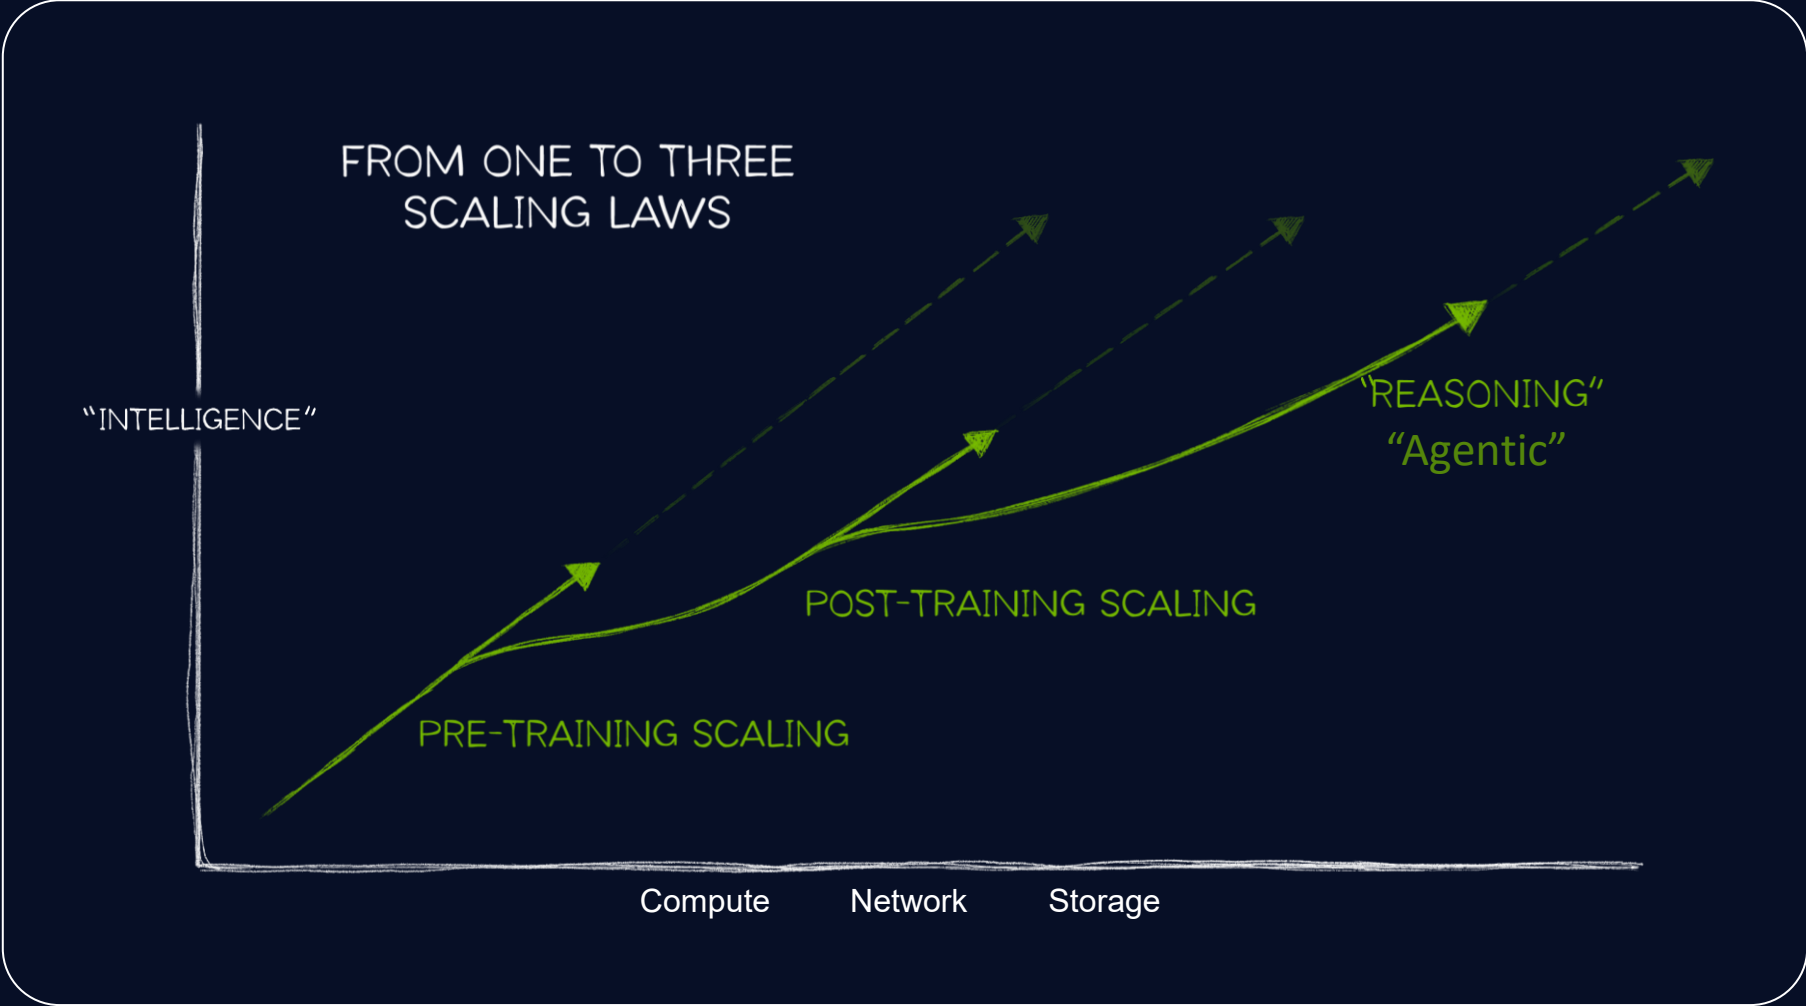 FROM ONE TO THREE
SCALING LAWS
“INTELLIGENCE”
“REASONING“
“Agentic”
POST-TRAINING SCALING
PRE-TRAINING SCALING
Compute Network Storage